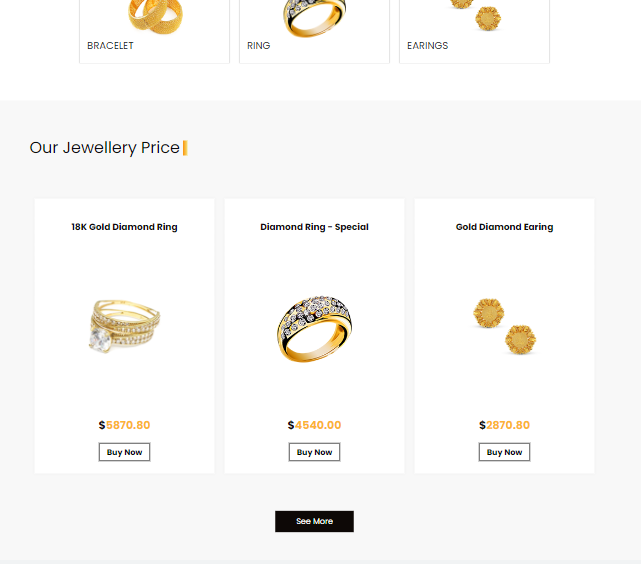 BRACELET
RING
EARINGS
Our Jewellery Price
18K Gold Diamond Ring
Diamond Ring - Special
Gold Diamond Earing
$5870.80
$4540.00
$2870.80
Buy Now
Buy Now
Buy Now
See More